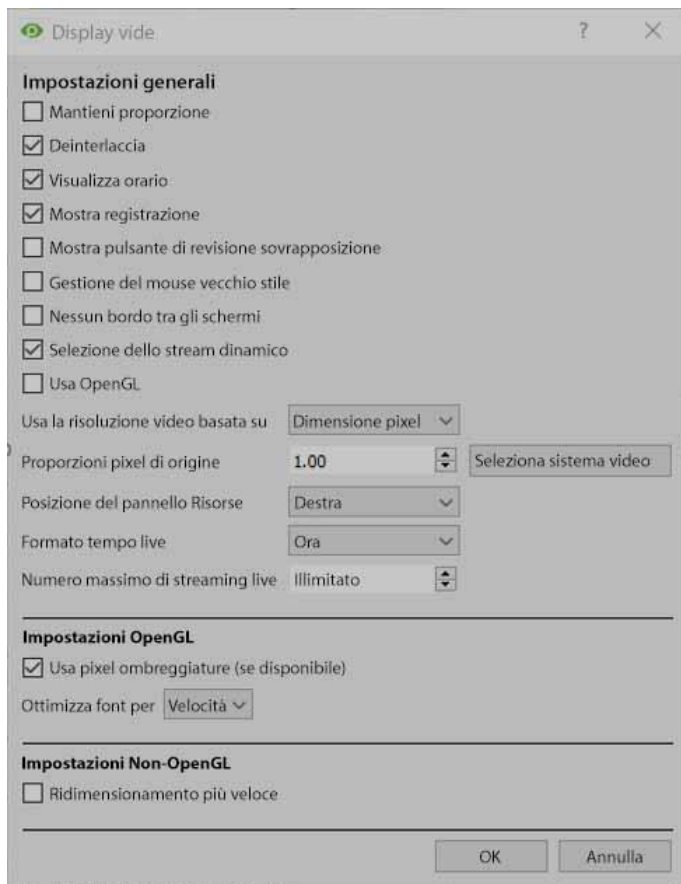 Display vide ?
Impostazioni generali
Mantieni proporzione
Deinterlaccia
Visualizza orario
Mostra registrazione
Mostra pulsante di revisione sovrapposizione
Gestione del mouse vecchio stile
Nessun bordo tra gli schermi
Selezione dello stream dinamico
Usa OpenGL
Usa la risoluzione video basata su Dimensione pixel
Proporzioni pixel di origine 1.00 Seleziona sistema video
Posizione del pannello Risorse Destra
Formato tempo live Ora
Numero massimo di streaming live Illimitato
Impostazioni OpenGL
Usa pixel ombreggiature (se disponibile)
Ottimizza font per Velocità
Impostazioni Non-OpenGL
Ridimensionamento più veloce
OK Annulla